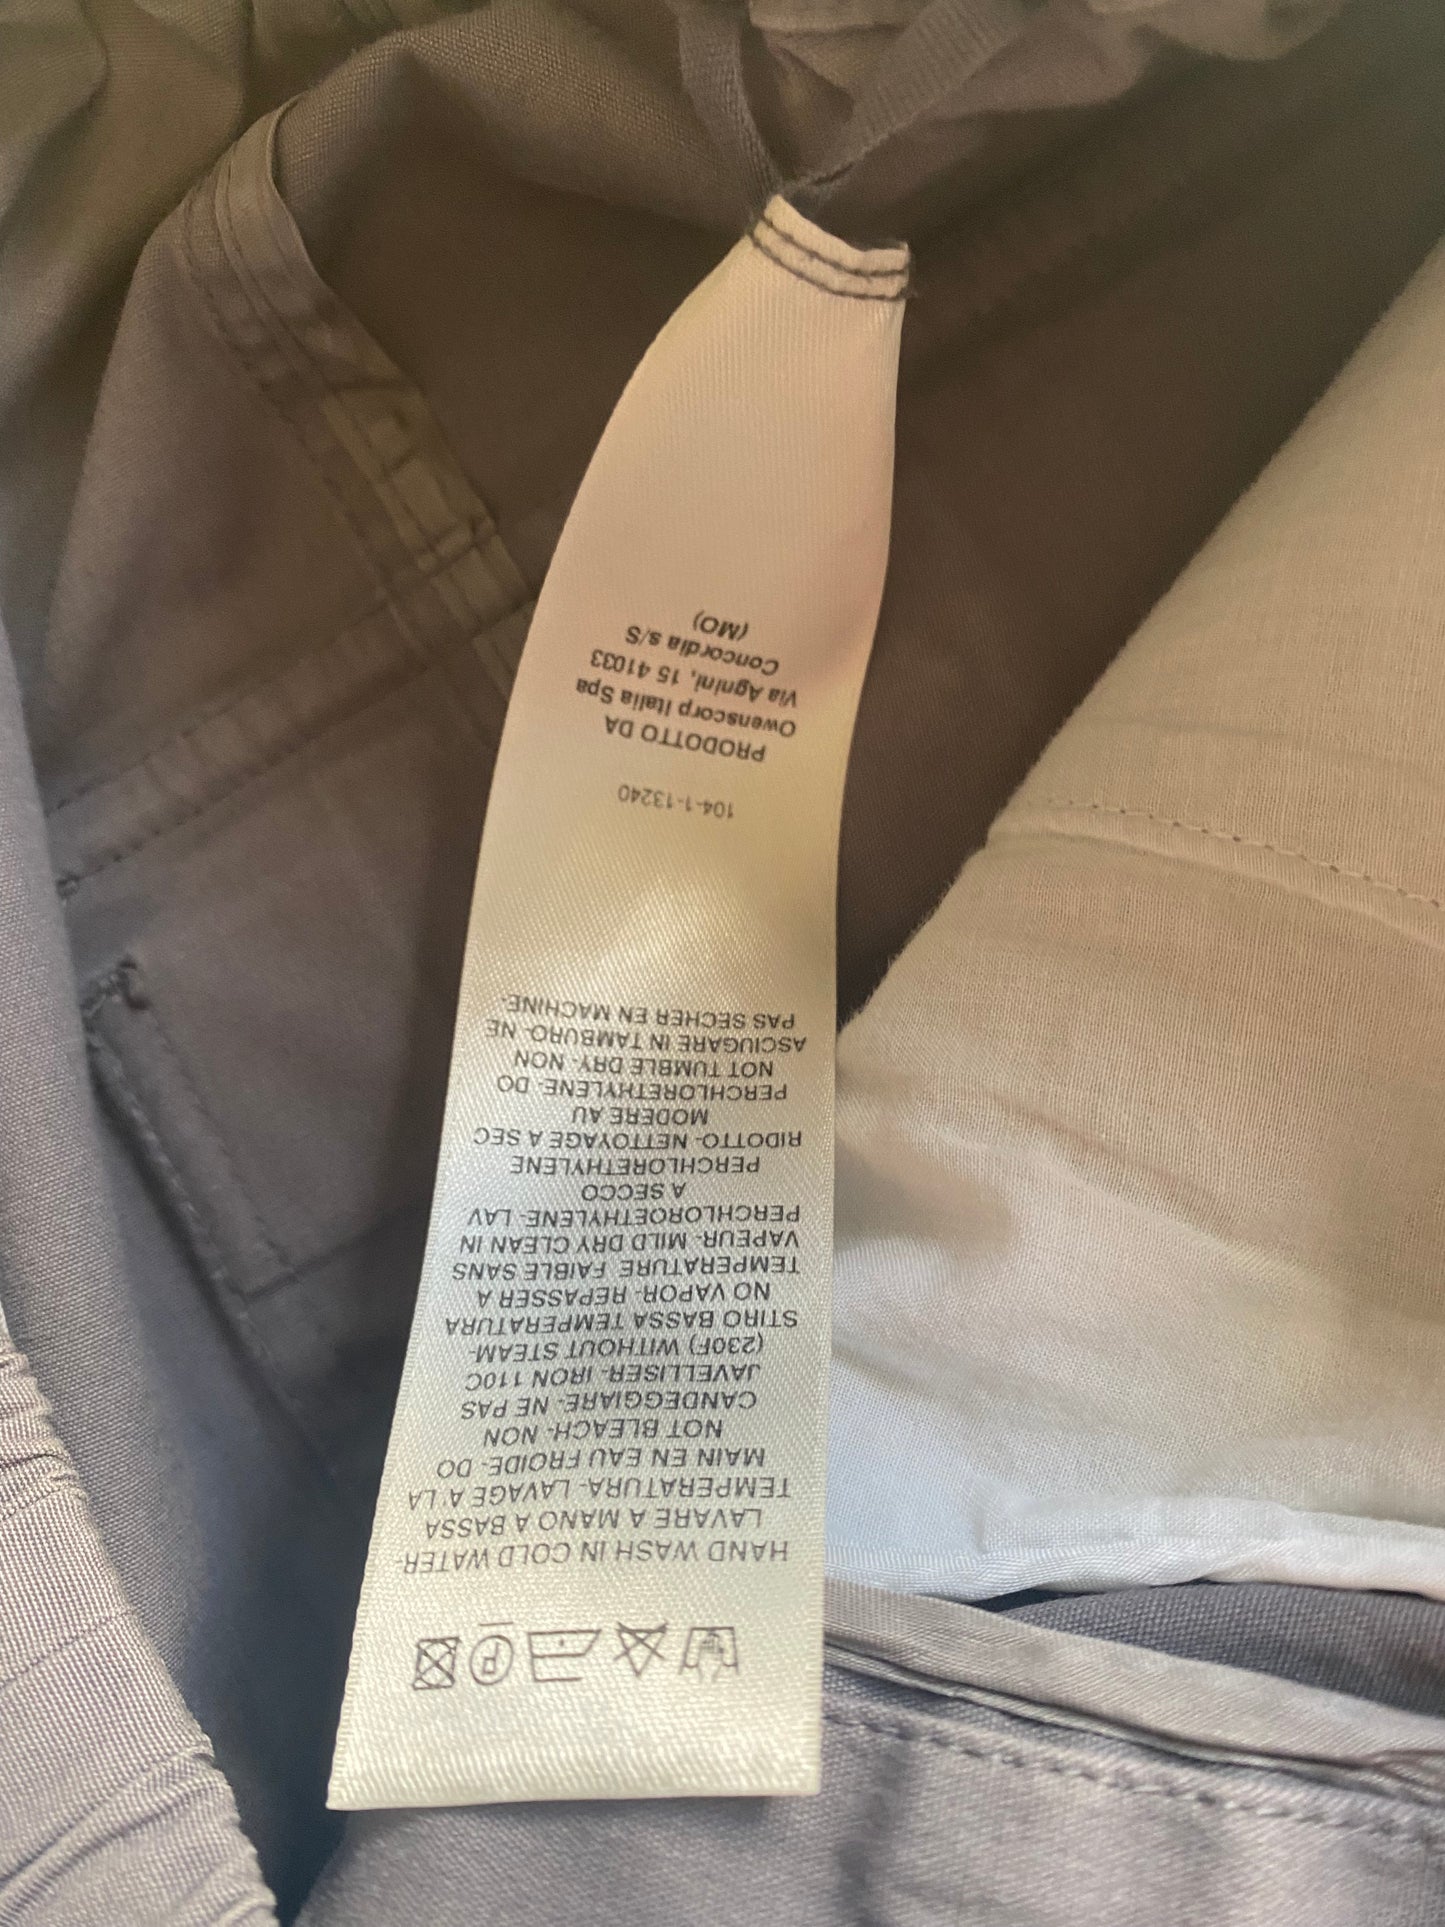 HAND WASH IN COLD WATER-
LAVARE A MANO A BASSA
TEMPERATURA- LAVAGE A' LA
MAIN EN EAU FROIDE- DO
NOT BLEACH- NON
CANDEGGIARE- NE PAS
JAVELLISER- IRON 110C
(230F) WITHOUT STEAM-
STIRO BASSA TEMPERATURA
NO VAPOR- REPASSER A
TEMPERATURE FAIBLE SANS
VAPEUR- MILD DRY CLEAN IN
PERCHLOROETHYLENE- LAV
A SECCO
PERCHLORETHYLENE
RIDOTTO- NETTOYAGE A SEC
MODERE AU
PERCHLORETHYLENE- DO
NOT TUMBLE DRY- NON
ASCIUGARE IN TAMBURO- NE
PAS SECHER EN MACHINE-
104-1-13240
PRODOTTO DA
Owenscorp Italia Spa
Via Agnini, 15 41033
Concordia s/S
(MO)